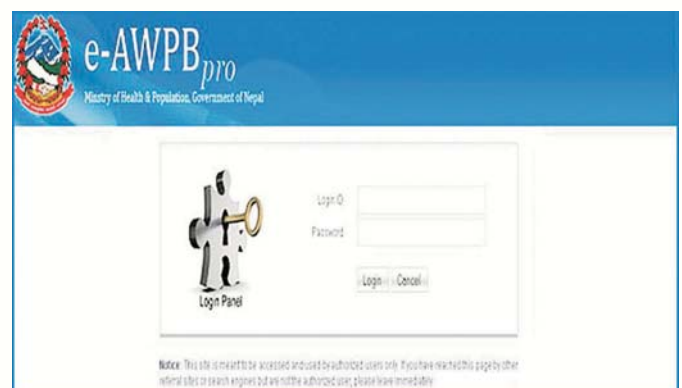 e-AWPB pro
Ministry of Health & Population, Government of Nepal
Login ID
Password
Login Cancel
Login Panel
Notice: This site is meant to be accessed and used by authorized users only. If you have reached this page by other
referral sites or search engines but are not the authorized user, please leave immediately.